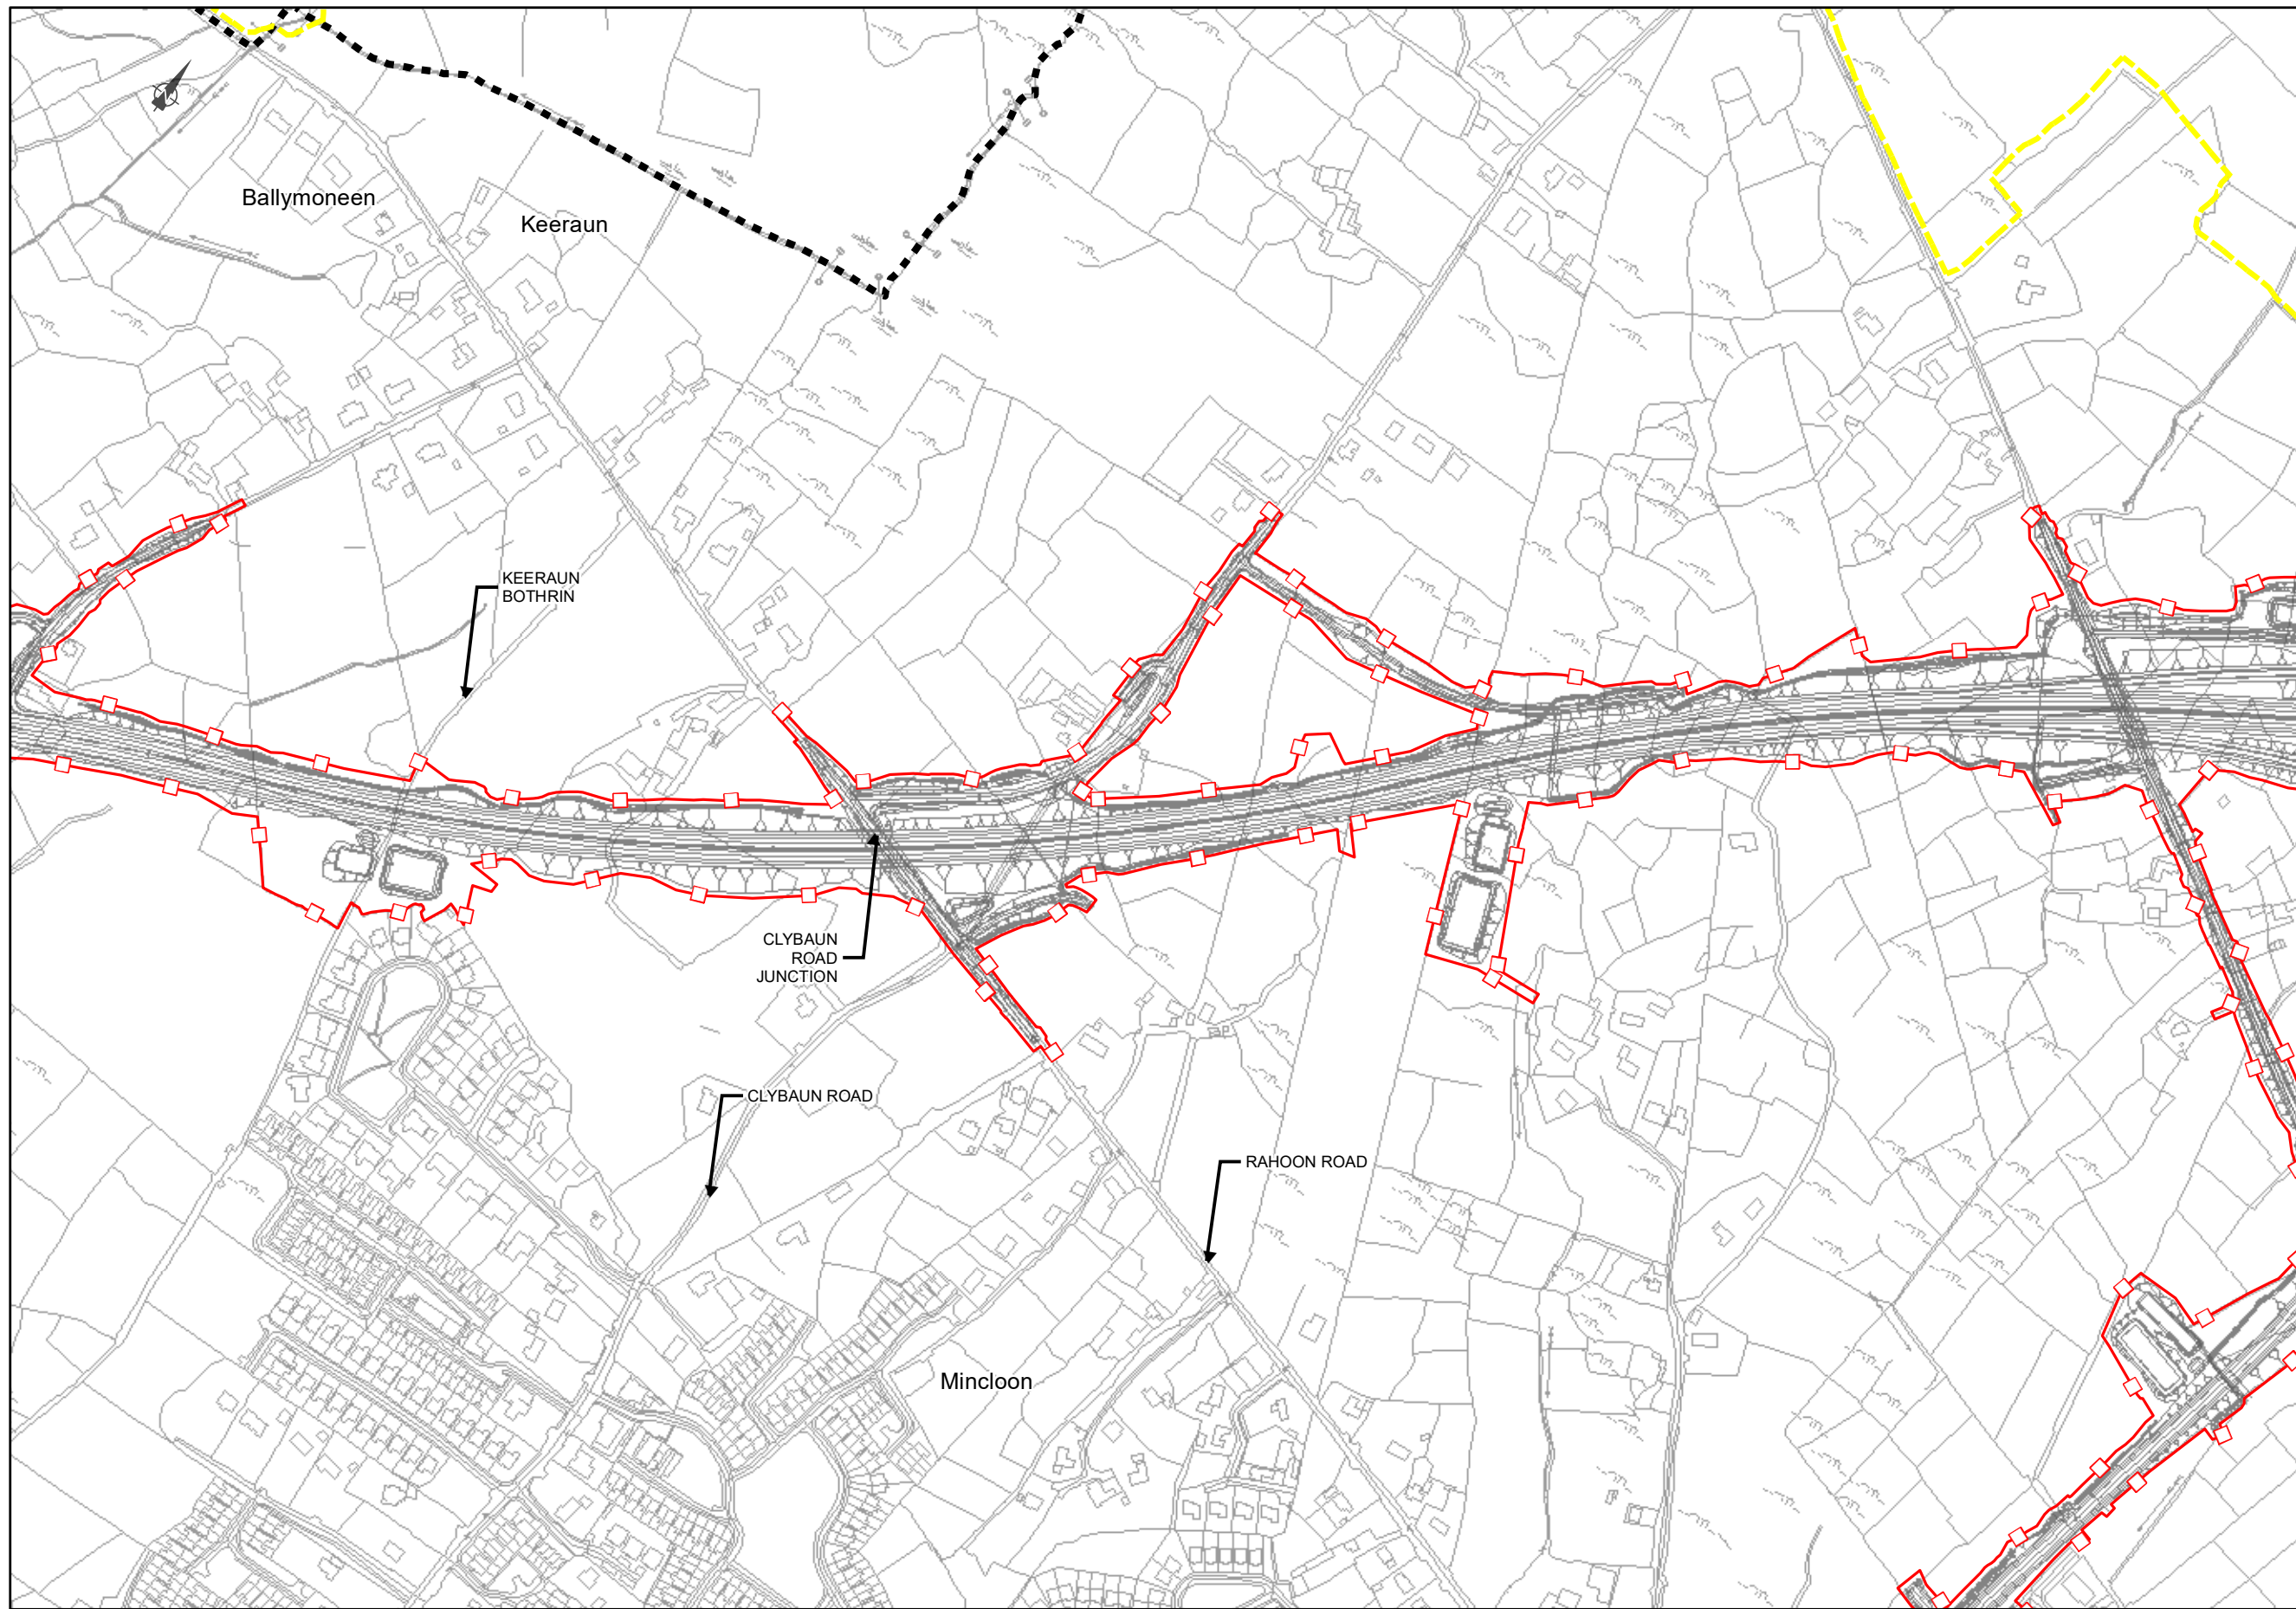 Ballymoneen
Keeraun
KEERAUN
BOTHRIN
CLYBAUN
ROAD
JUNCTION
CLYBAUN ROAD
RAHOON ROAD
Mincloon